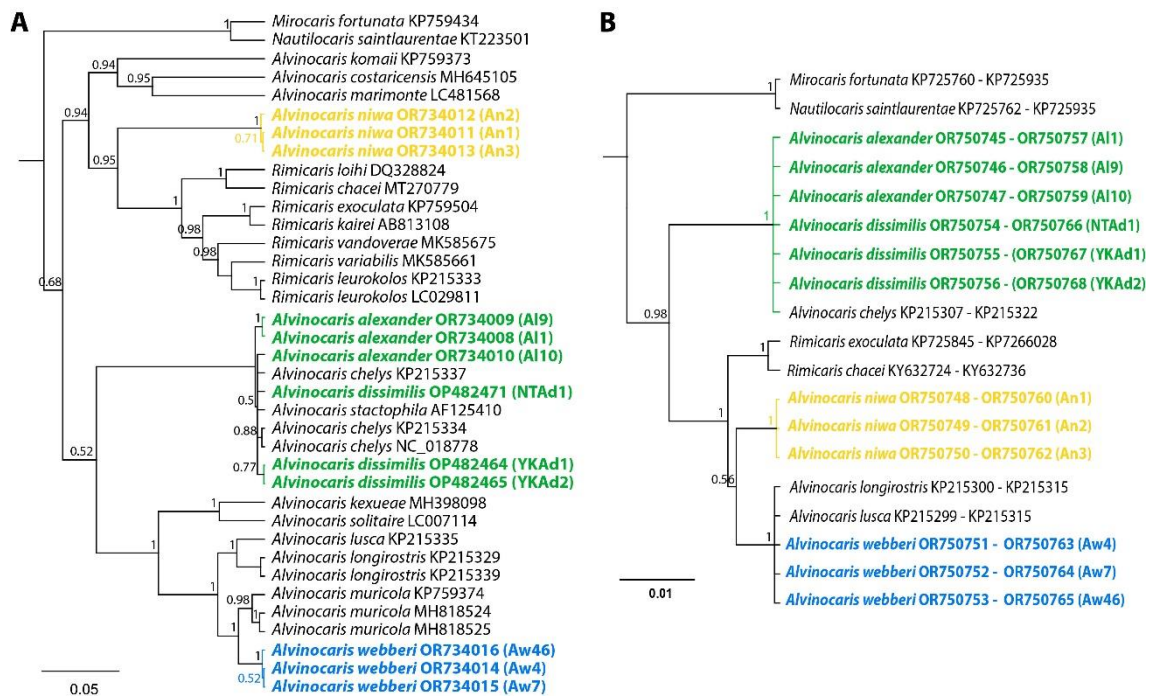 A
Mirocaris fortunata KP759434
Nautilocaris saintlaurentae KT223501
Alvinocaris komaii KP759373
Alvinocaris costaricensis MH645105
Alvinocaris marimonte LC481568
Alvinocaris niwa OR734012 (An2)
Alvinocaris niwa OR734011 (An1)
Alvinocaris niwa OR734013 (An3)
Rimicaris loihi DQ328824
Rimicaris chacei MT270779
Rimicaris exoculata KP759504
Rimicaris kairei AB813108
Rimicaris vandoverae MK585675
Rimicaris variabilis MK585661
Rimicaris leurokolos KP215333
Rimicaris leurokolos LC029811
Alvinocaris alexander OR734009 (Al9)
Alvinocaris alexander OR734008 (Al1)
Alvinocaris alexander OR734010 (Al10)
Alvinocaris chelys KP215337
Alvinocaris dissimilis OP482471 (NTAd1)
Alvinocaris stactophila AF125410
Alvinocaris chelys KP215334
Alvinocaris chelys NC_018778
Alvinocaris dissimilis OP482464 (YKAd1)
Alvinocaris dissimilis OP482465 (YKAd2)
Alvinocaris kexueae MH398098
Alvinocaris solitaire LC007114
Alvinocaris lusca KP215335
Alvinocaris longirostris KP215329
Alvinocaris longirostris KP215339
Alvinocaris muricola KP759374
Alvinocaris muricola MH818524
Alvinocaris muricola MH818525
Alvinocaris webberi OR734016 (Aw46)
Alvinocaris webberi OR734014 (Aw4)
Alvinocaris webberi OR734015 (Aw7)
1
0.94
0.95
0.94
1
0.71
0.95
1
1
1
0.98
0.98
1
0.68
1
0.5
0.88
0.77
0.52
1
1
1
0.98
1
1
1
0.52
0.05
B
Mirocaris fortunata KP725760 - KP725935
Nautilocaris saintlaurentae KP725762 - KP725935
Alvinocaris alexander OR750745 - OR750757 (Al1)
Alvinocaris alexander OR750746 - OR750758 (Al9)
Alvinocaris alexander OR750747 - OR750759 (Al10)
Alvinocaris dissimilis OR750754 - OR750766 (NTAd1)
Alvinocaris dissimilis OR750755 - (OR750767 (YKAd1)
Alvinocaris dissimilis OR750756 - (OR750768 (YKAd2)
Alvinocaris chelys KP215307 - KP215322
Rimicaris exoculata KP725845 - KP7266028
Rimicaris chacei KY632724 - KY632736
Alvinocaris niwa OR750748 - OR750760 (An1)
Alvinocaris niwa OR750749 - OR750761 (An2)
Alvinocaris niwa OR750750 - OR750762 (An3)
Alvinocaris longirostris KP215300 - KP215315
Alvinocaris lusca KP215299 - KP215315
Alvinocaris webberi OR750751 - OR750763 (Aw4)
Alvinocaris webberi OR750752 - OR750764 (Aw7)
Alvinocaris webberi OR750753 - OR750765 (Aw46)
1
1
0.98
1
1
1
0.56
1
0.01